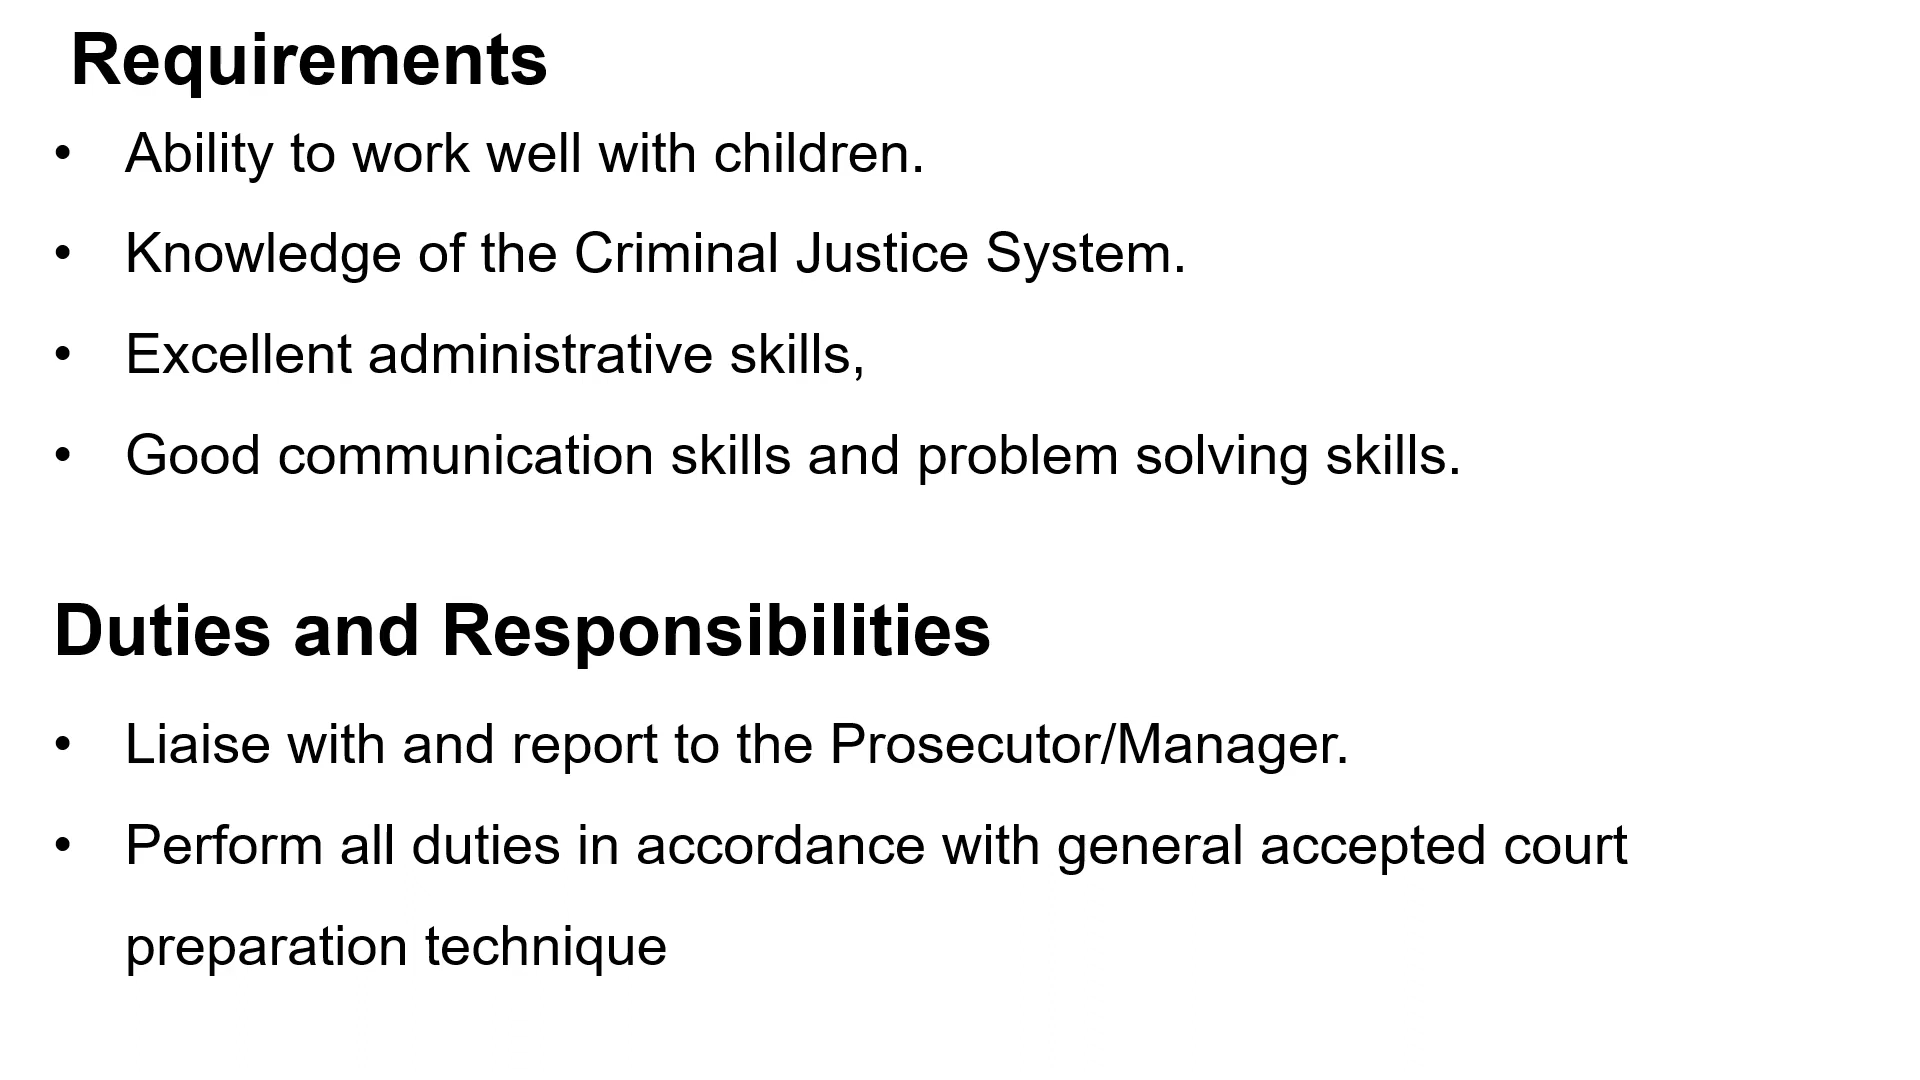 Requirements
• Ability to work well with children.
• Knowledge of the Criminal Justice System.
• Excellent administrative skills,
• Good communication skills and problem solving skills.
Duties and Responsibilities
• Liaise with and report to the Prosecutor/Manager.
• Perform all duties in accordance with general accepted court
preparation technique